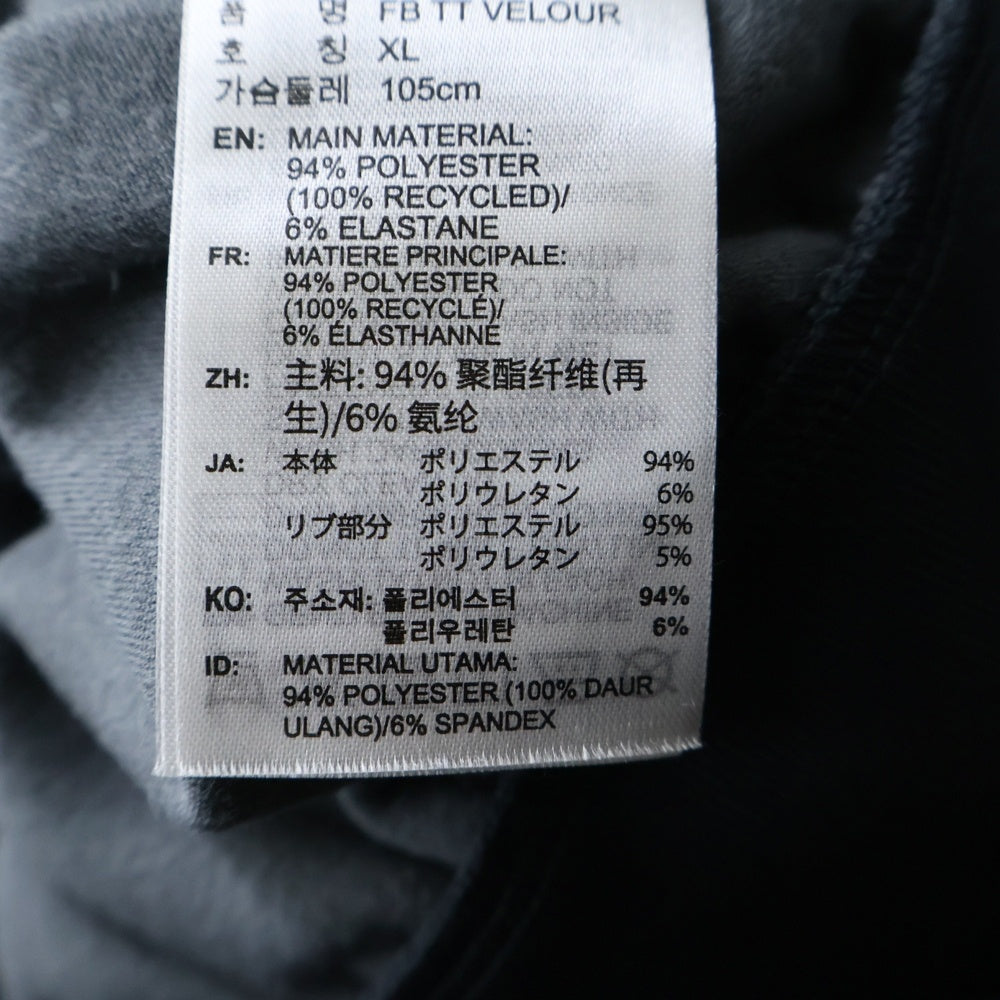 품 명 FB TT VELOUR
호 칭 XL
가슴둘레 105cm
EN: MAIN MATERIAL:
94% POLYESTER
(100% RECYCLED)/
6% ELASTANE
FR: MATIERE PRINCIPALE:
94% POLYESTER
(100% RECYCLÉ)/
6% ÉLASTHANNE
ZH: 主料: 94% 聚酯纤维(再
生)/6% 氨纶
JA: 本体 ポリエステル 94%
ポリウレタン 6%
リブ部分 ポリエステル 95%
ポリウレタン 5%
KO: 주소재: 폴리에스터 94%
폴리우레탄 6%
ID: MATERIAL UTAMA:
94% POLYESTER (100% DAUR
ULANG)/6% SPANDEX